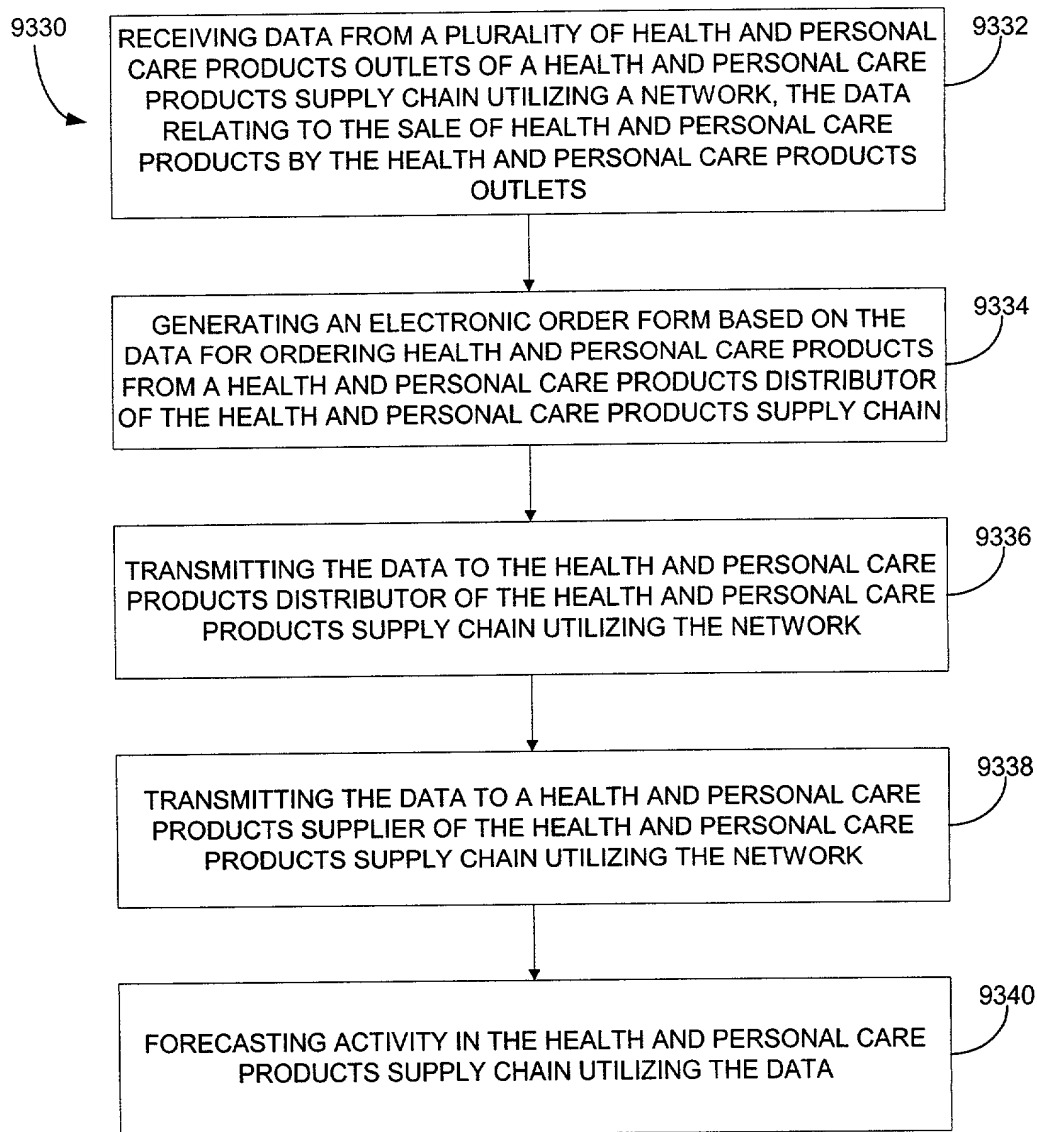 9330
RECEIVING DATA FROM A PLURALITY OF HEALTH AND PERSONAL
CARE PRODUCTS OUTLETS OF A HEALTH AND PERSONAL CARE
PRODUCTS SUPPLY CHAIN UTILIZING A NETWORK, THE DATA
RELATING TO THE SALE OF HEALTH AND PERSONAL CARE
PRODUCTS BY THE HEALTH AND PERSONAL CARE PRODUCTS
OUTLETS
9332
GENERATING AN ELECTRONIC ORDER FORM BASED ON THE
DATA FOR ORDERING HEALTH AND PERSONAL CARE PRODUCTS
FROM A HEALTH AND PERSONAL CARE PRODUCTS DISTRIBUTOR
OF THE HEALTH AND PERSONAL CARE PRODUCTS SUPPLY CHAIN
9334
TRANSMITTING THE DATA TO THE HEALTH AND PERSONAL CARE
PRODUCTS DISTRIBUTOR OF THE HEALTH AND PERSONAL CARE
PRODUCTS SUPPLY CHAIN UTILIZING THE NETWORK
9336
TRANSMITTING THE DATA TO A HEALTH AND PERSONAL CARE
PRODUCTS SUPPLIER OF THE HEALTH AND PERSONAL CARE
PRODUCTS SUPPLY CHAIN UTILIZING THE NETWORK
9338
FORECASTING ACTIVITY IN THE HEALTH AND PERSONAL CARE
PRODUCTS SUPPLY CHAIN UTILIZING THE DATA
9340